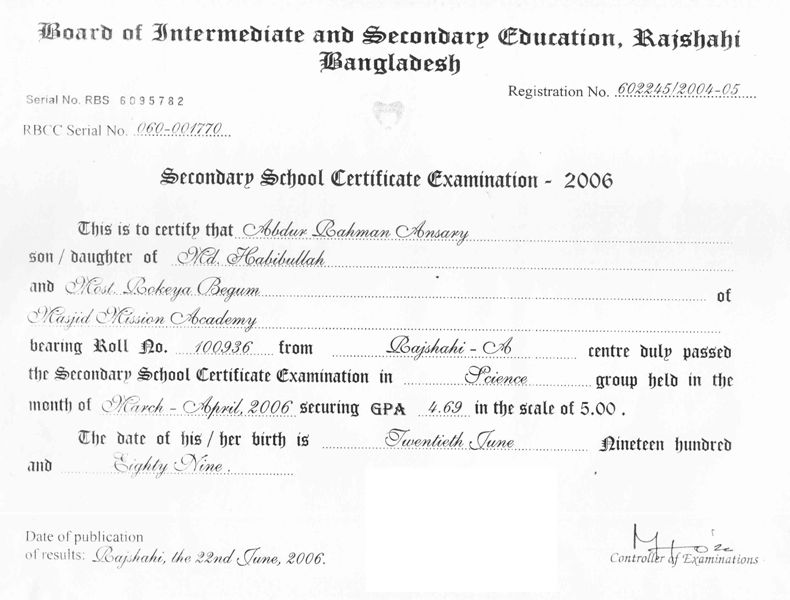 Board of Intermediate and Secondary Education, Rajshahi
Bangladesh
Serial No. RBS 6095782
Registration No. 602245/2004-05
RBCC Serial No. 060-001770
Secondary School Certificate Examination - 2006
This is to certify that Abdur Rahman Ansary
son / daughter of Md. Habibullah
and Most. Rokeya Begum of
Masjid Mission Academy
bearing Roll No. 100936 from Rajshahi - A centre duly passed
the Secondary School Certificate Examination in Science group held in the
month of March - April, 2006 securing GPA 4.69 in the scale of 5.00 .
The date of his / her birth is Twentieth June Nineteen hundred
and Eighty Nine .
Date of publication
of results: Rajshahi, the 22nd June, 2006.
Controller of Examinations